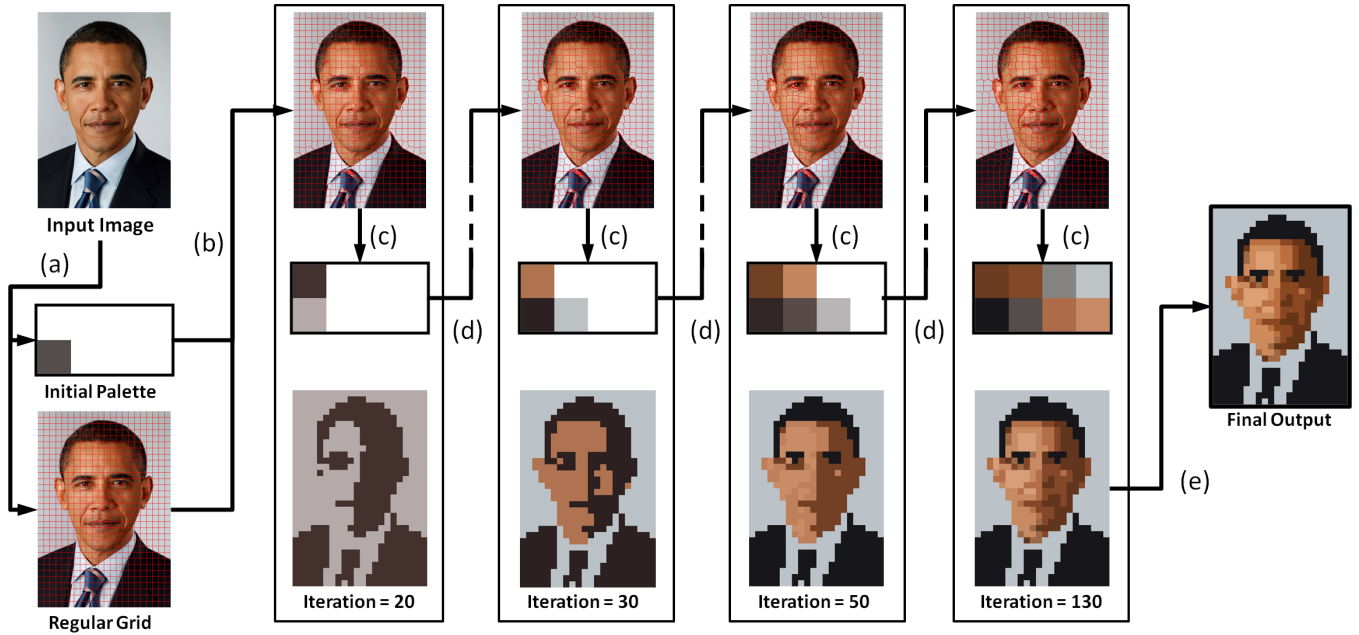 Input Image
(a)
(b)
Initial Palette
Regular Grid
(c)
(d)
Iteration = 20
(c)
(d)
Iteration = 30
(c)
(d)
Iteration = 50
(c)
Iteration = 130
(e)
Final Output